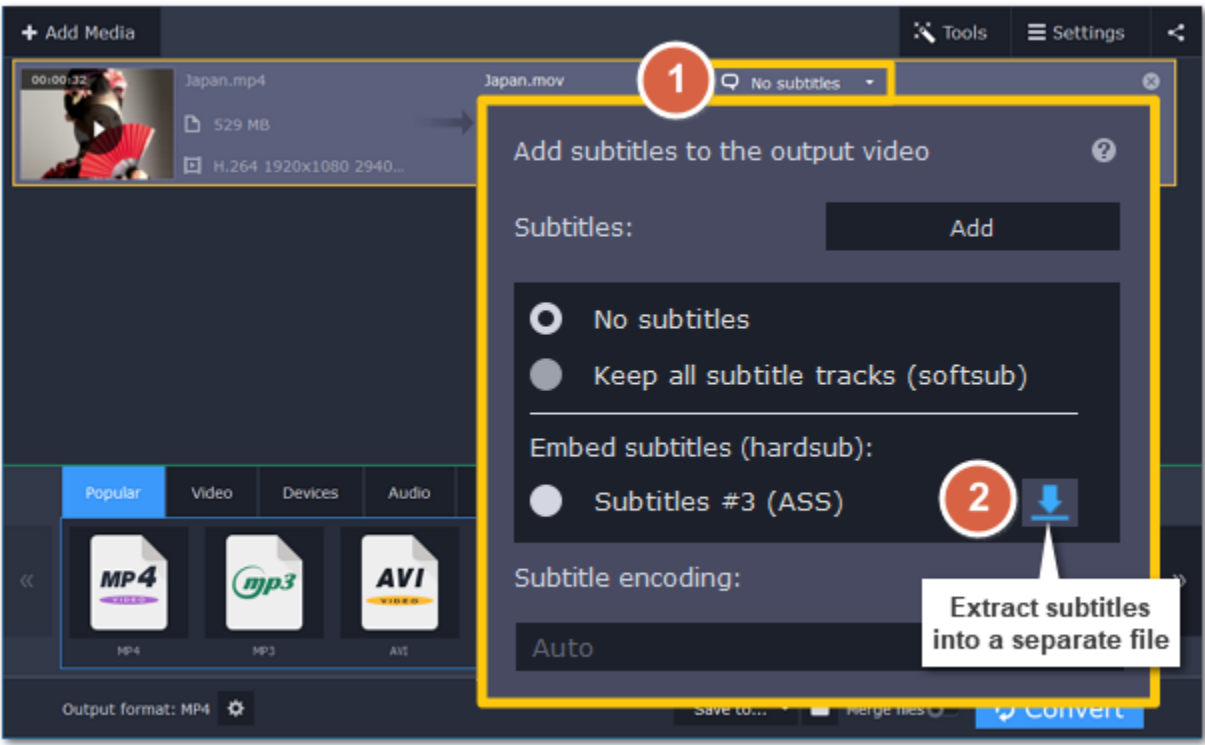 Add Media
Tools
Settings
00:00:32
Japan.mp4
Japan.mov
1
No subtitles
529 MB
H.264 1920x1080 2940...
Add subtitles to the output video
?
Subtitles:
Add
No subtitles
Keep all subtitle tracks (softsub)
Embed subtitles (hardsub):
Subtitles #3 (ASS)
2
Extract subtitles
into a separate file
Subtitle encoding:
Auto
Popular
Video
Devices
Audio
MP4
VIDEO
mp3
AVI
VIDEO
MP4
MP3
AVI
Output format: MP4
Save to...
Merge files
Convert